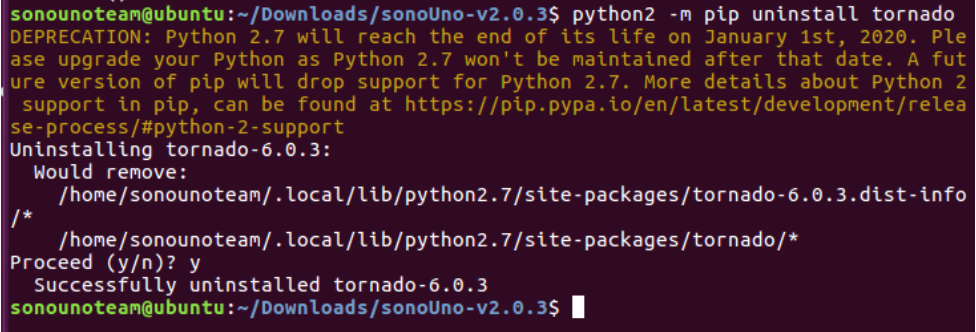 sonounoteam@ubuntu:~/Downloads/sonoUno-v2.0.3$ python2 -m pip uninstall tornado
DEPRECATION: Python 2.7 will reach the end of its life on January 1st, 2020. Ple
ase upgrade your Python as Python 2.7 won't be maintained after that date. A fut
ure version of pip will drop support for Python 2.7. More details about Python 2
 support in pip, can be found at https://pip.pypa.io/en/latest/development/relea
se-process/#python-2-support
Uninstalling tornado-6.0.3:
  Would remove:
    /home/sonounoteam/.local/lib/python2.7/site-packages/tornado-6.0.3.dist-info
/*
    /home/sonounoteam/.local/lib/python2.7/site-packages/tornado/*
Proceed (y/n)? y
  Successfully uninstalled tornado-6.0.3
sonounoteam@ubuntu:~/Downloads/sonoUno-v2.0.3$